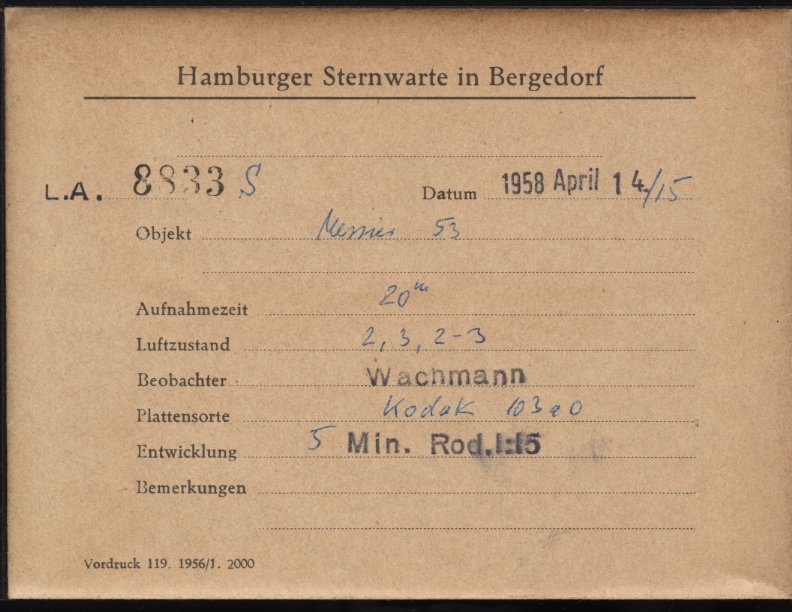 Hamburger Sternwarte in Bergedorf
L.A. 8833 S Datum 1958 April 14./15
Objekt Messier 53
Aufnahmezeit 20m
Luftzustand 2, 3, 2-3
Beobachter Wachmann
Plattensorte Kodak 103a0
Entwicklung 5 Min. Rod.1:15
Bemerkungen
Vordruck 119. 1956/1. 2000